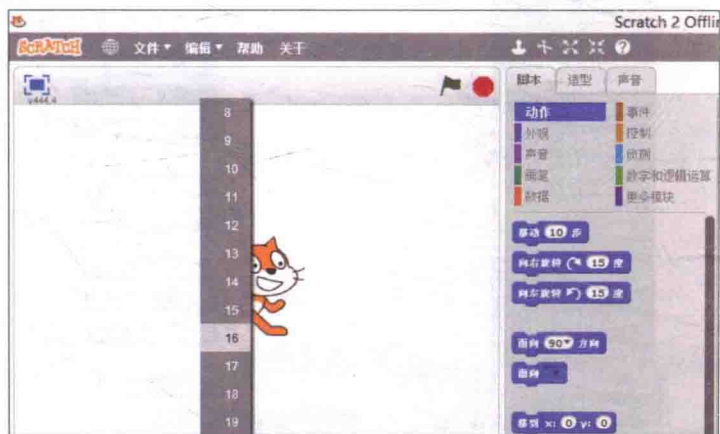 Scratch 2 Offlin
SCRATCH 文件 编辑 帮助 关于
v444.4
脚本 造型 声音
动作 事件
外观 控制
声音 侦测
画笔 数字和逻辑运算
数据 更多模块
8
9
10
11
12
13
14
15
16
17
18
19
移动 10 步
向右旋转 15 度
向左旋转 15 度
面向 90 方向
面向
移到 x: 0 y: 0